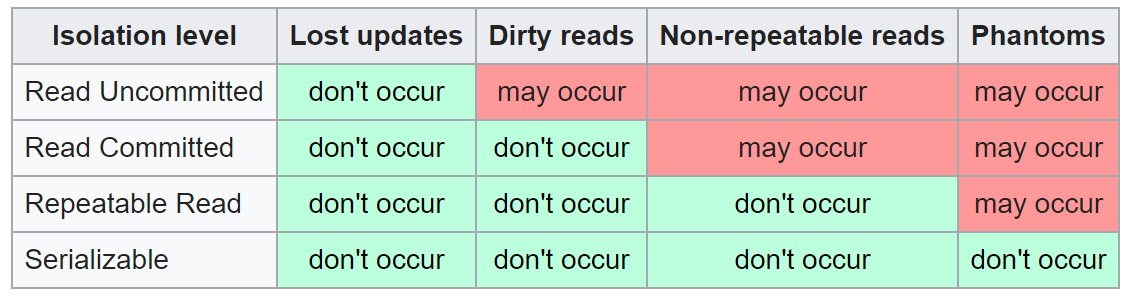 Isolation level Lost updates Dirty reads Non-repeatable reads Phantoms
Read Uncommitted don't occur may occur may occur may occur
Read Committed don't occur don't occur may occur may occur
Repeatable Read don't occur don't occur don't occur may occur
Serializable don't occur don't occur don't occur don't occur